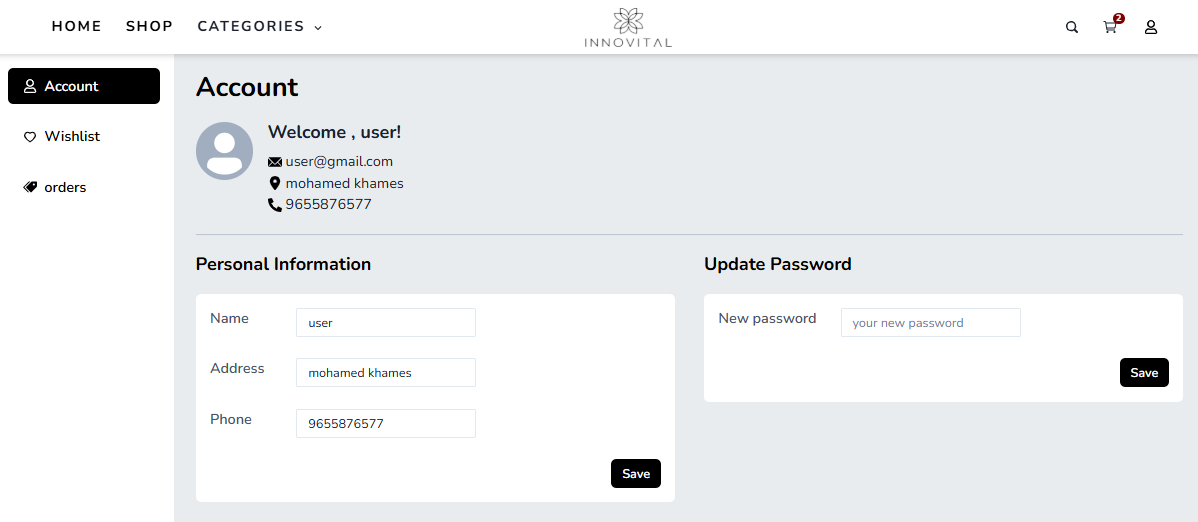 HOME SHOP CATEGORIES
INNOVITAL
2
Account
Wishlist
orders
Account
Welcome , user!
user@gmail.com
mohamed khames
9655876577
Personal Information
Name user
Address mohamed khames
Phone 9655876577
Save
Update Password
New password your new password
Save